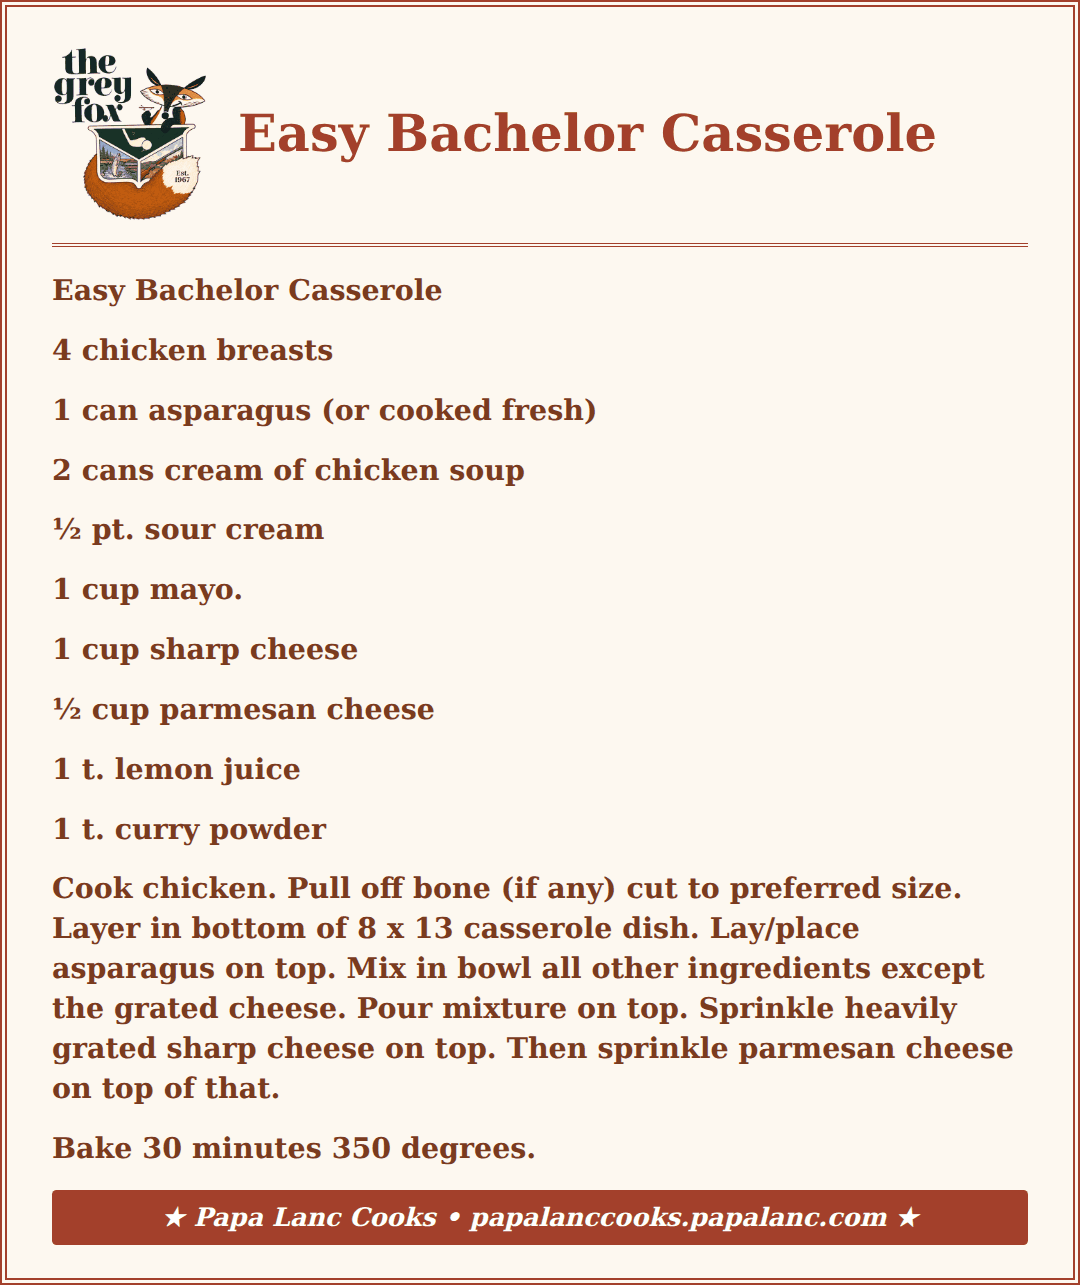 the
grey
fox
Est.
1967
Easy Bachelor Casserole
Easy Bachelor Casserole
4 chicken breasts
1 can asparagus (or cooked fresh)
2 cans cream of chicken soup
½ pt. sour cream
1 cup mayo.
1 cup sharp cheese
½ cup parmesan cheese
1 t. lemon juice
1 t. curry powder
Cook chicken. Pull off bone (if any) cut to preferred size.
Layer in bottom of 8 x 13 casserole dish. Lay/place
asparagus on top. Mix in bowl all other ingredients except
the grated cheese. Pour mixture on top. Sprinkle heavily
grated sharp cheese on top. Then sprinkle parmesan cheese
on top of that.
Bake 30 minutes 350 degrees.
★ Papa Lanc Cooks • papalanccooks.papalanc.com ★